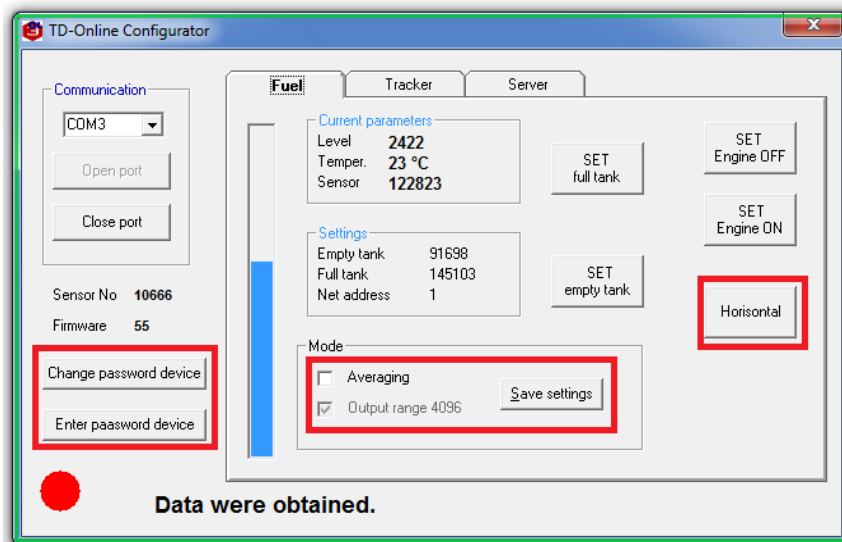 TD-Online Configurator
Communication
COM3
Open port
Close port
Sensor No 10666
Firmware 55
Change password device
Enter paasword device
Fuel Tracker Server
Current parameters
Level 2422
Temper. 23 °C
Sensor 122823
SET
full tank
Settings
Empty tank 91698
Full tank 145103
Net address 1
SET
empty tank
Mode
Averaging
Output range 4096
Save settings
SET
Engine OFF
SET
Engine ON
Horisontal
Data were obtained.